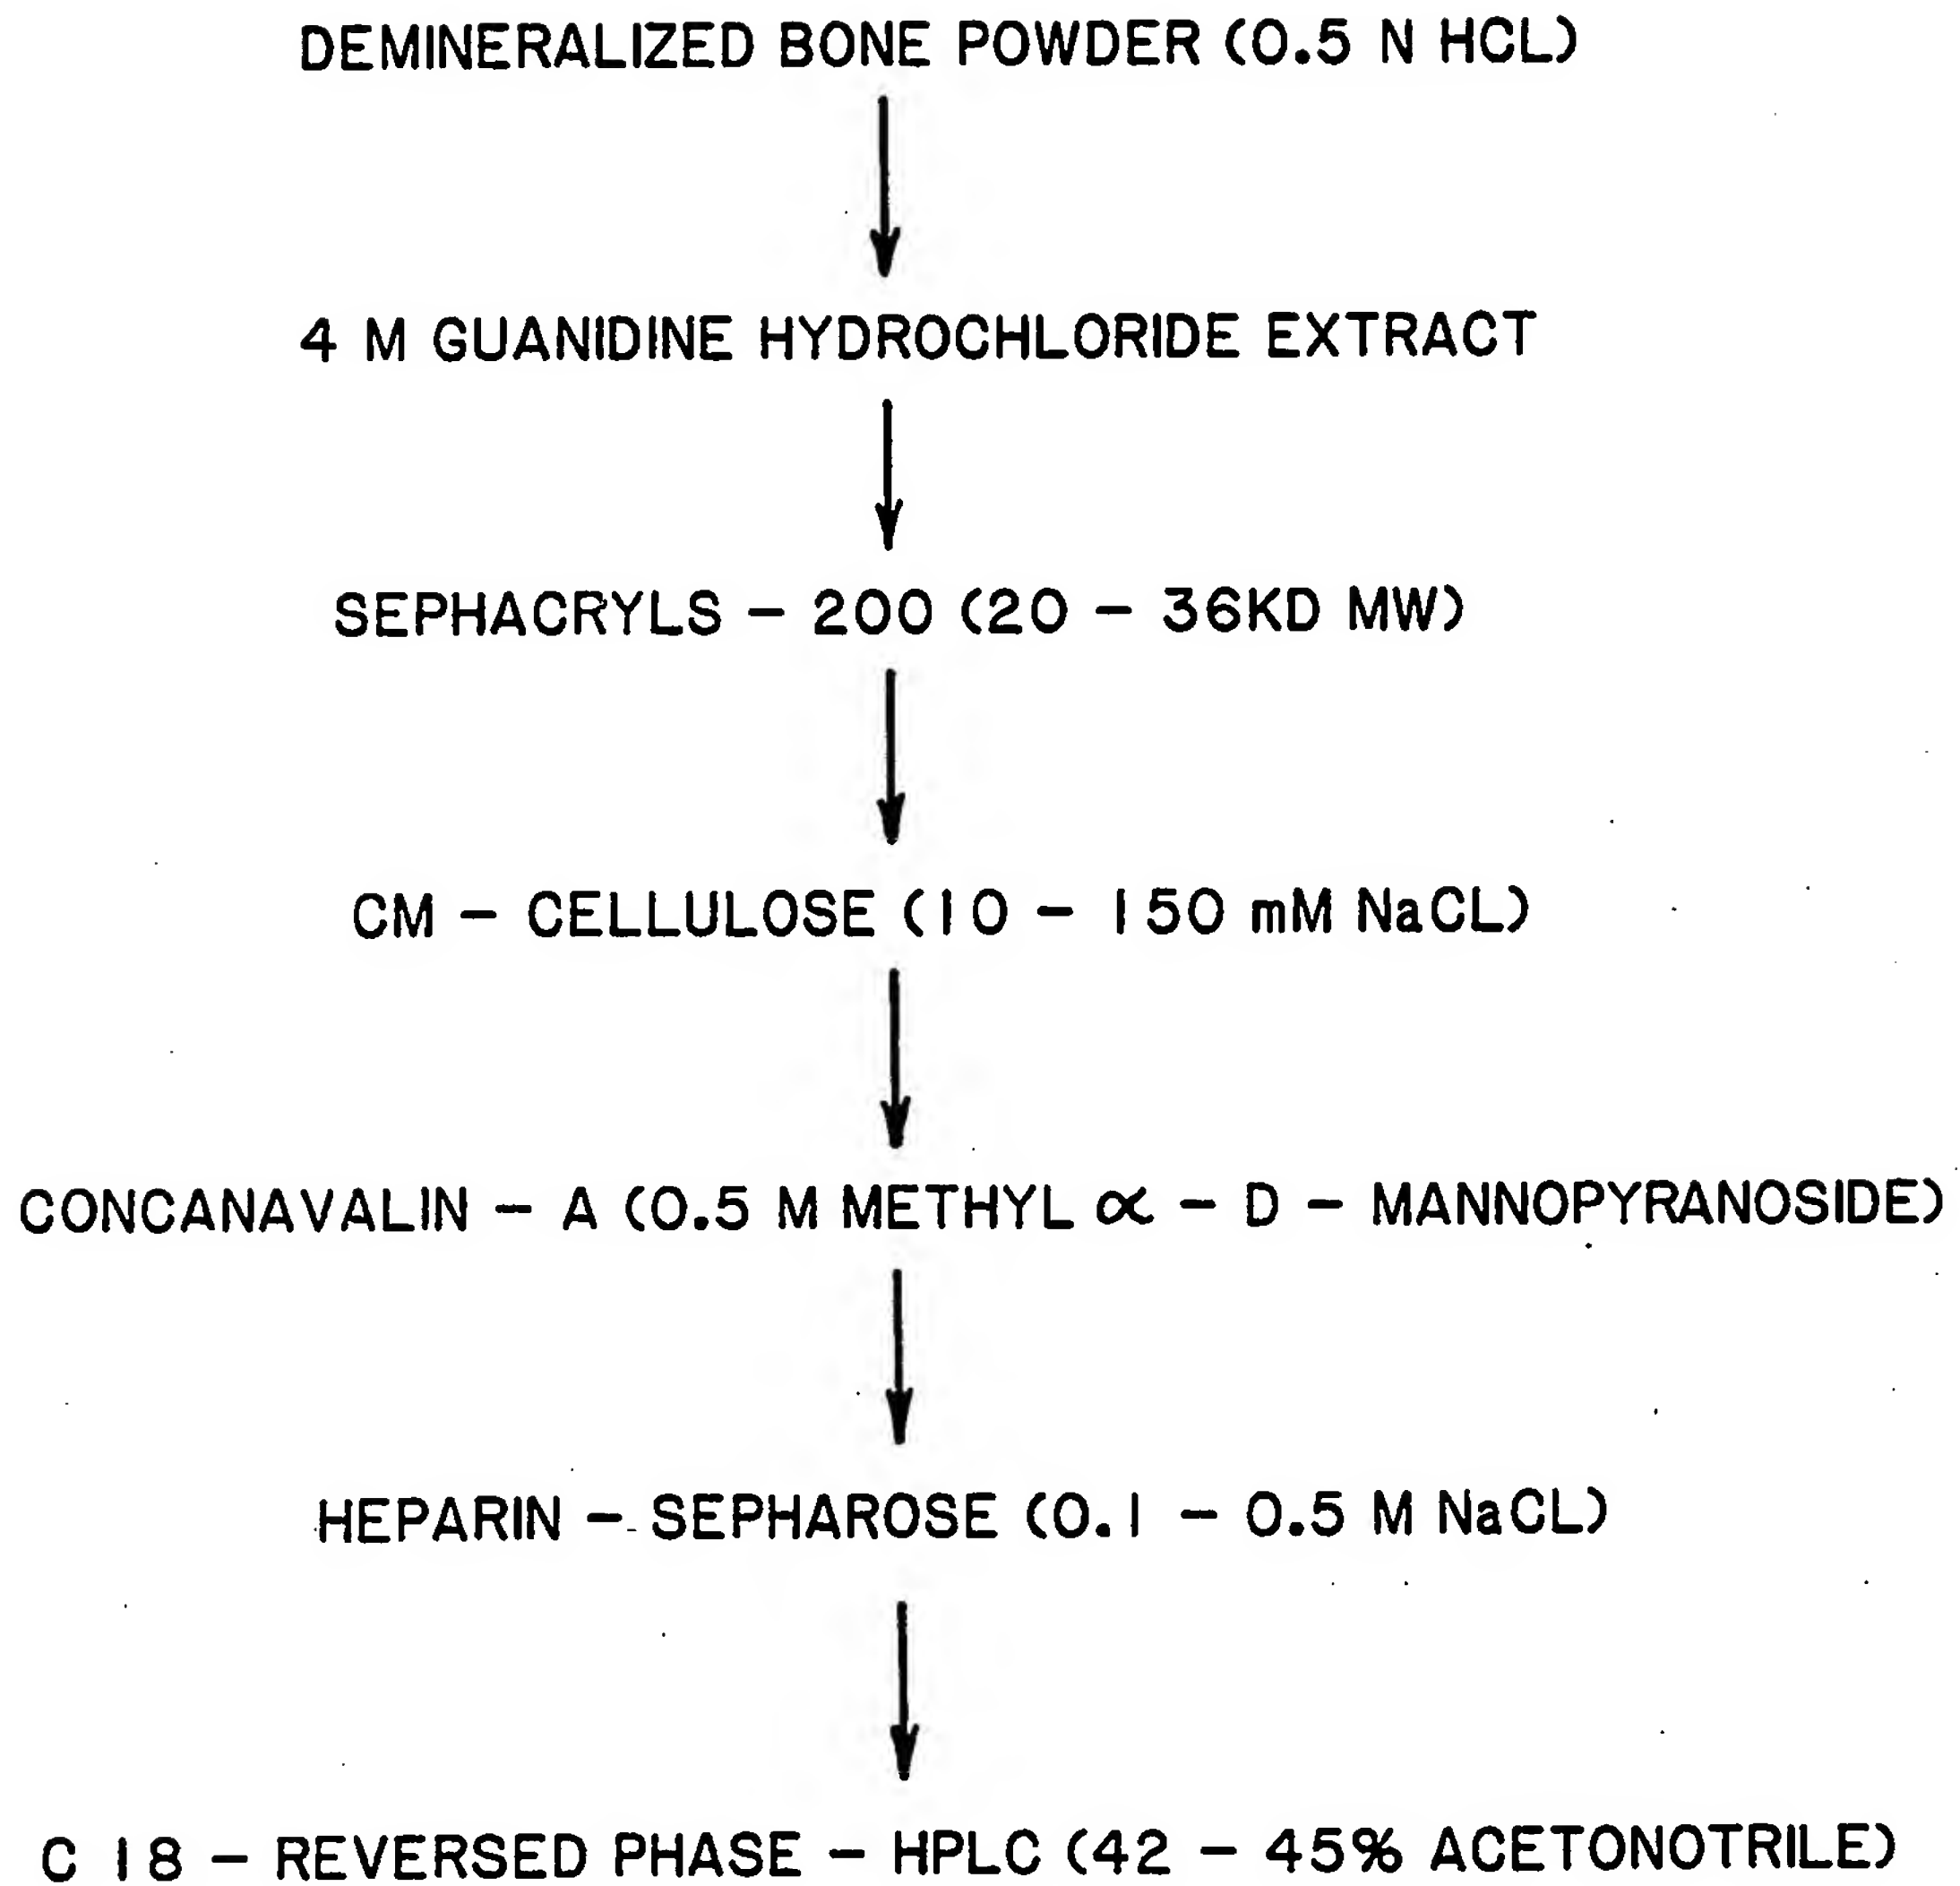 DEMINERALIZED BONE POWDER (0.5 N HCL)
4 M GUANIDINE HYDROCHLORIDE EXTRACT
SEPHACRYLS – 200 (20 – 36KD MW)
CM – CELLULOSE (10 – 150 mM NaCL)
CONCANAVALIN – A (0.5 M METHYL α – D – MANNOPYRANOSIDE)
HEPARIN – SEPHAROSE (0.1 – 0.5 M NaCL)
C 18 – REVERSED PHASE – HPLC (42 – 45% ACETONOTRILE)